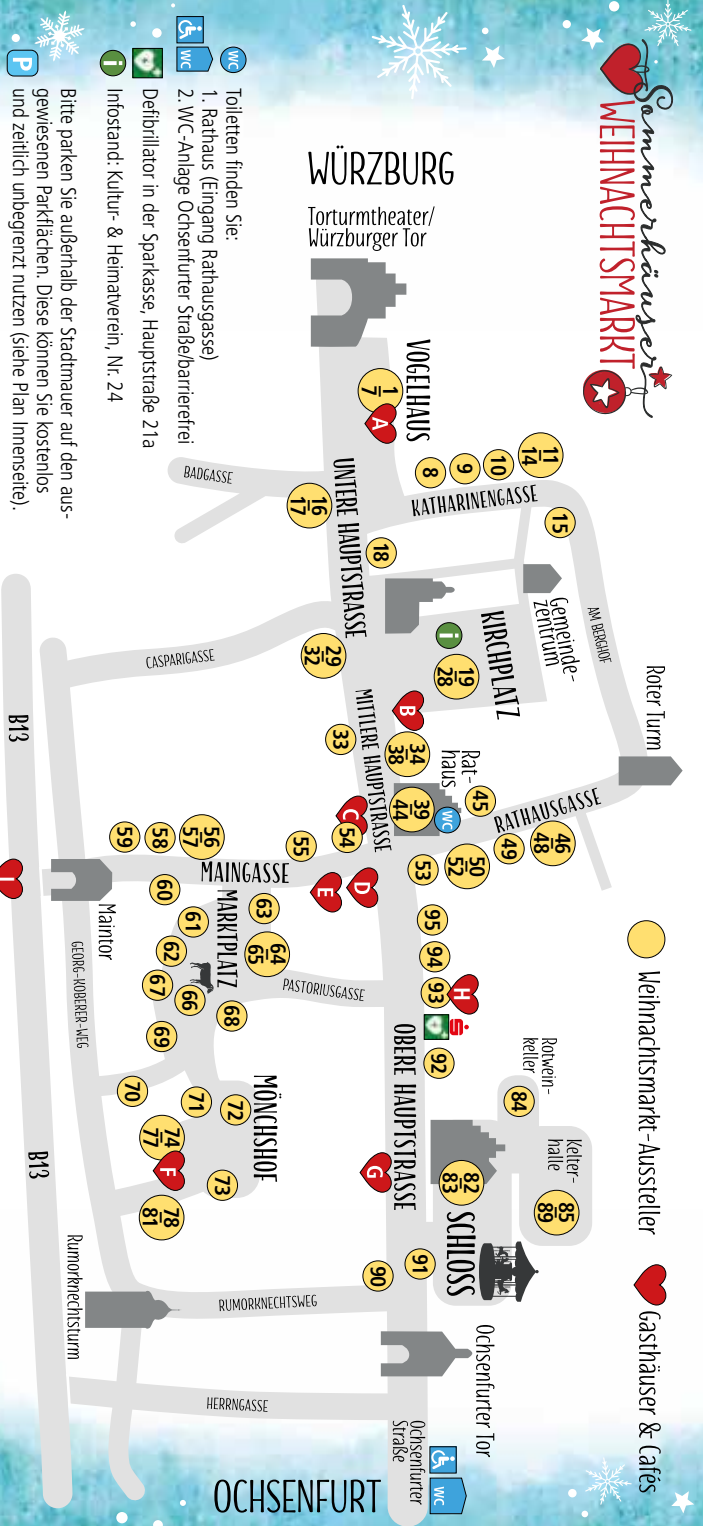 Sommerhäuser
WEIHNACHTSMARKT
Weihnachtsmarkt-Aussteller
Gasthäuser & Cafés
Roter Turm
AM BERGHOF
Gemeinde-
zentrum
KATHARINENGASSE
11
–
14
10
9
8
15
KIRCHPLATZ
i
19
–
28
B
34
–
38
Rat-
haus
39
–
44
WC
45
RATHAUSGASSE
46
–
48
49
50
–
52
53
WÜRZBURG
Torturmtheater/
Würzburger Tor
VOGELHAUS
1
–
7
A
UNTERE HAUPTSTRASSE
BADGASSE
16
–
17
18
29
–
32
CASPARIGASSE
MITTLERE HAUPTSTRASSE
33
C
54
55
D
E
95
94
93
H
92
OBERE HAUPTSTRASSE
G
Rotwein-
keller
84
Kelter-
halle
85
–
89
82
–
83
SCHLOSS
91
90
Ochsenfurter Tor
Ochsenfurter
Straße
WC
OCHSENFURT
MAINGASSE
56
–
57
58
59
60
61
62
63
64
–
65
MARKTPLATZ
66
67
68
69
PASTORIUSGASSE
MÖNCHSHOF
70
71
72
73
74
–
77
F
78
–
81
RUMORKNECHTSWEG
HERRNGASSE
Rumorknechtsturm
Maintor
GEORG-KOBERER-WEG
B13
I
B13
WC
Toiletten finden Sie:
1. Rathaus (Eingang Rathausgasse)
WC
2. WC-Anlage Ochsenfurter Straße/barrierefrei
Defibrillator in der Sparkasse, Hauptstraße 21a
i
Infostand: Kultur- & Heimatverein, Nr. 24
P
Bitte parken Sie außerhalb der Stadtmauer auf den aus-
gewiesenen Parkflächen. Diese können Sie kostenlos
und zeitlich unbegrenzt nutzen (siehe Plan Innenseite).